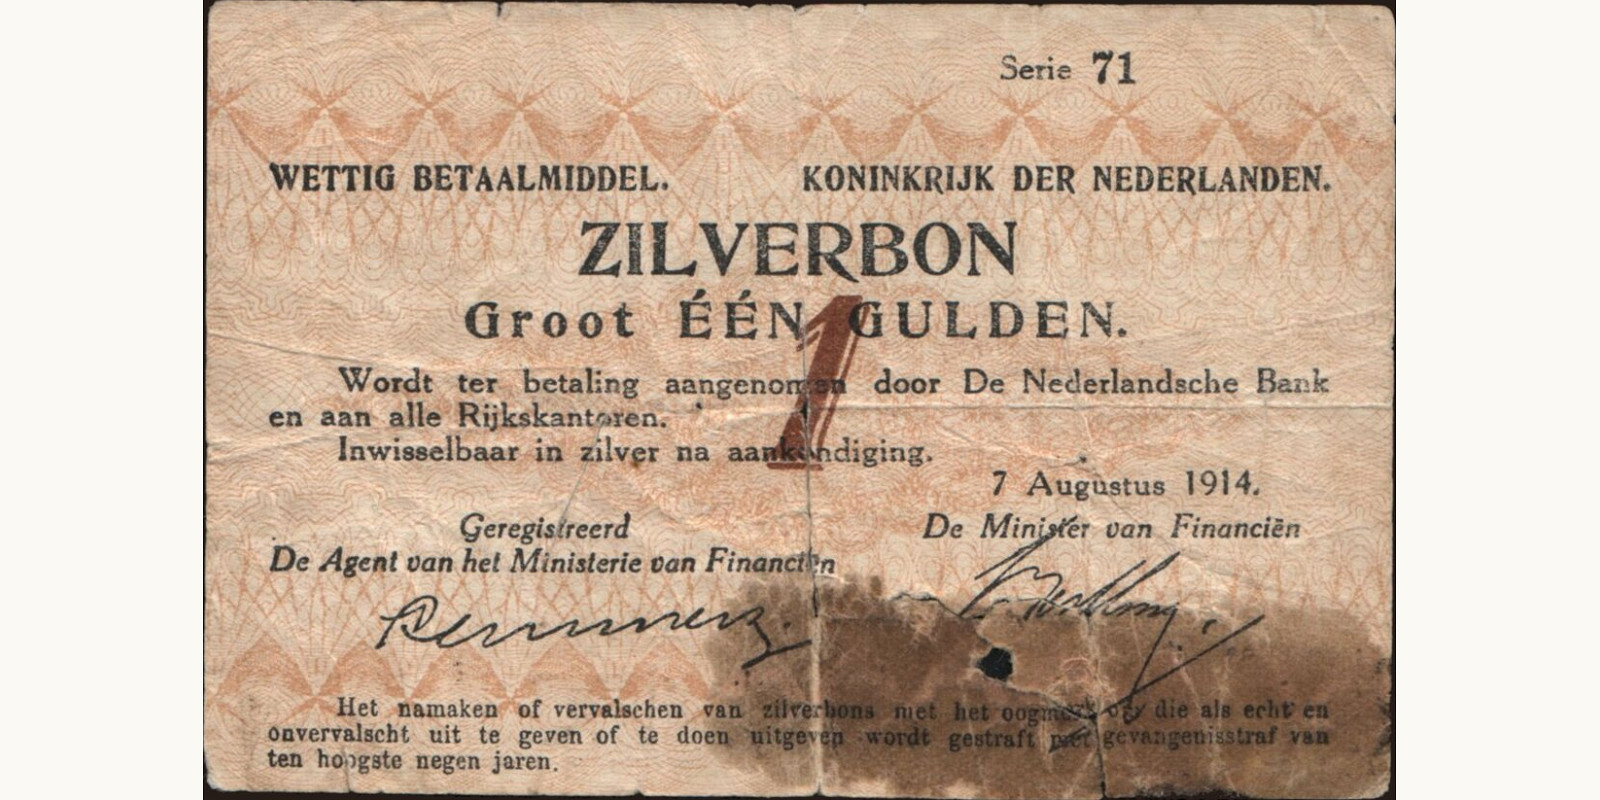 Serie 71
WETTIG BETAALMIDDEL. KONINKRIJK DER NEDERLANDEN.
ZILVERBON
Groot ÉÉN GULDEN.
1
Wordt ter betaling aangenomen door De Nederlandsche Bank
en aan alle Rijkskantoren.
Inwisselbaar in zilver na aankondiging.
7 Augustus 1914.
Geregistreerd
De Agent van het Ministerie van Financiën
De Minister van Financiën
Het namaken of vervalschen van zilverbons met het oogmerk om die als echt en
onvervalscht uit te geven of te doen uitgeven wordt gestraft met gevangenisstraf van
ten hoogste negen jaren.